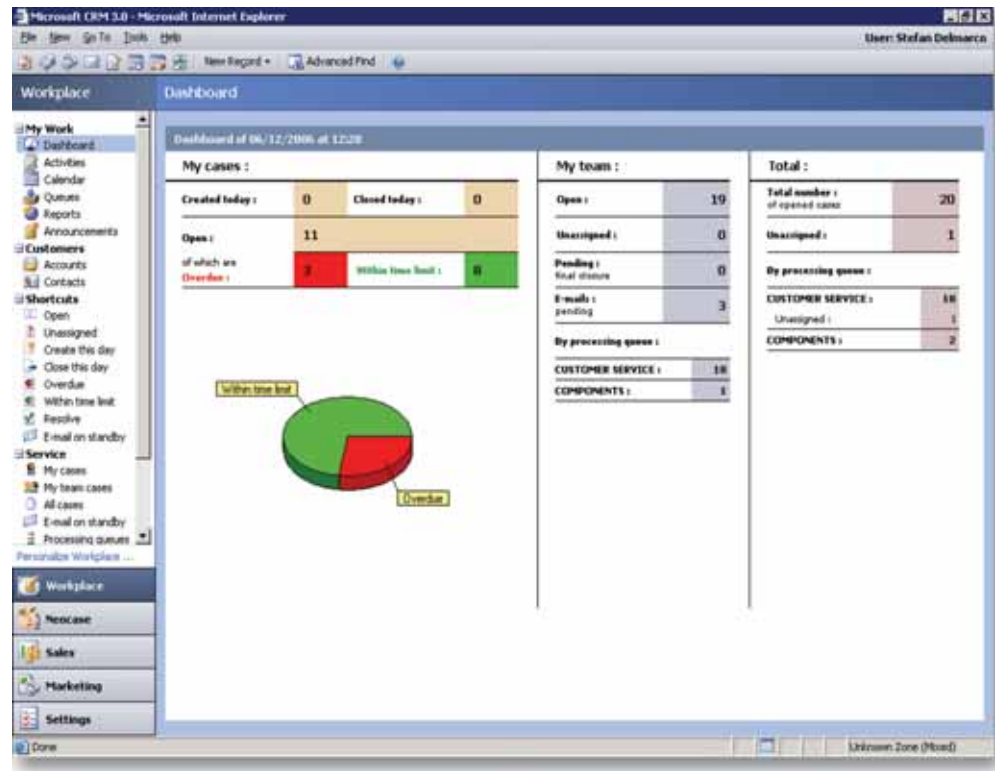 Microsoft CRM 3.0 - Microsoft Internet Explorer
File View Go To Tools Help
User: Stefan Delmarco
New Record Advanced Find
Workplace
Dashboard
My Work
Dashboard
Activities
Calendar
Queues
Reports
Announcements
Customers
Accounts
Contacts
Shortcuts
Open
Unassigned
Create this day
Close this day
Overdue
Within time limit
Resolve
E-mail on standby
Service
My cases
My team cases
All cases
E-mail on standby
Processing queues
Personalize Workplace ...
Workplace
Neocase
Sales
Marketing
Settings
Dashboard of 06/12/2006 at 12:28
My cases :
Created today : 0 Closed today : 0
Open : 11
of which are
Overdue : Within time limit : 8
Within time limit
Overdue
My team :
Open : 19
Unassigned : 0
Pending : 0
final closure
E-mails : 3
pending
By processing queue :
CUSTOMER SERVICE : 18
COMPONENTS : 1
Total :
Total number : 20
of opened cases
Unassigned : 1
By processing queue :
CUSTOMER SERVICE : 18
Unassigned : 1
COMPONENTS : 2
Done
Unknown Zone (Mixed)